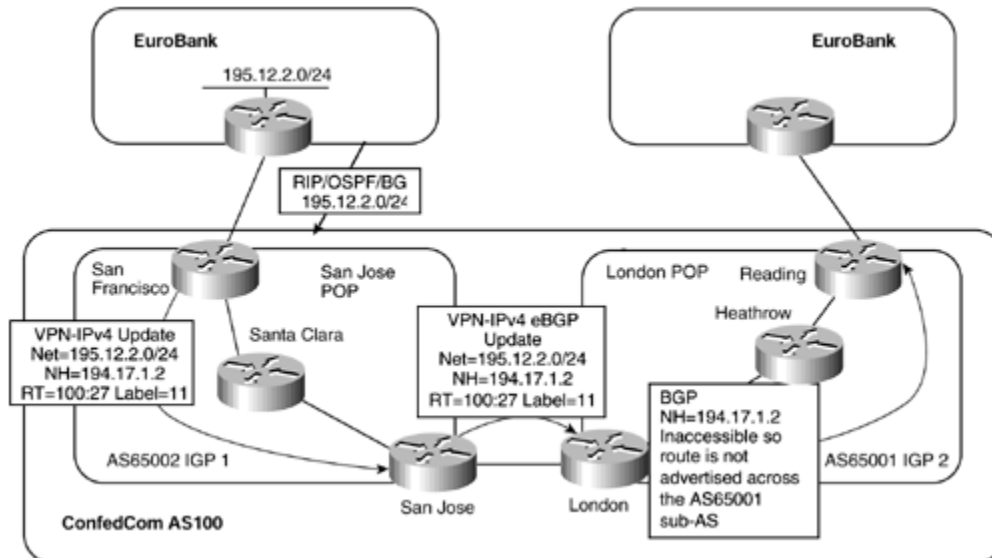 EuroBank
195.12.2.0/24
EuroBank
RIP/OSPF/BG
195.12.2.0/24
San
Francisco
San Jose
POP
London POP
Reading
VPN-IPv4 Update
Net=195.12.2.0/24
NH=194.17.1.2
RT=100:27 Label=11
Santa Clara
VPN-IPv4 eBGP
Update
Net=195.12.2.0/24
NH=194.17.1.2
RT=100:27 Label=11
Heathrow
BGP
NH=194.17.1.2
Inaccessible so
route is not
advertised across
the AS65001
sub-AS
AS65002 IGP 1
AS65001 IGP 2
San Jose
London
ConfedCom AS100